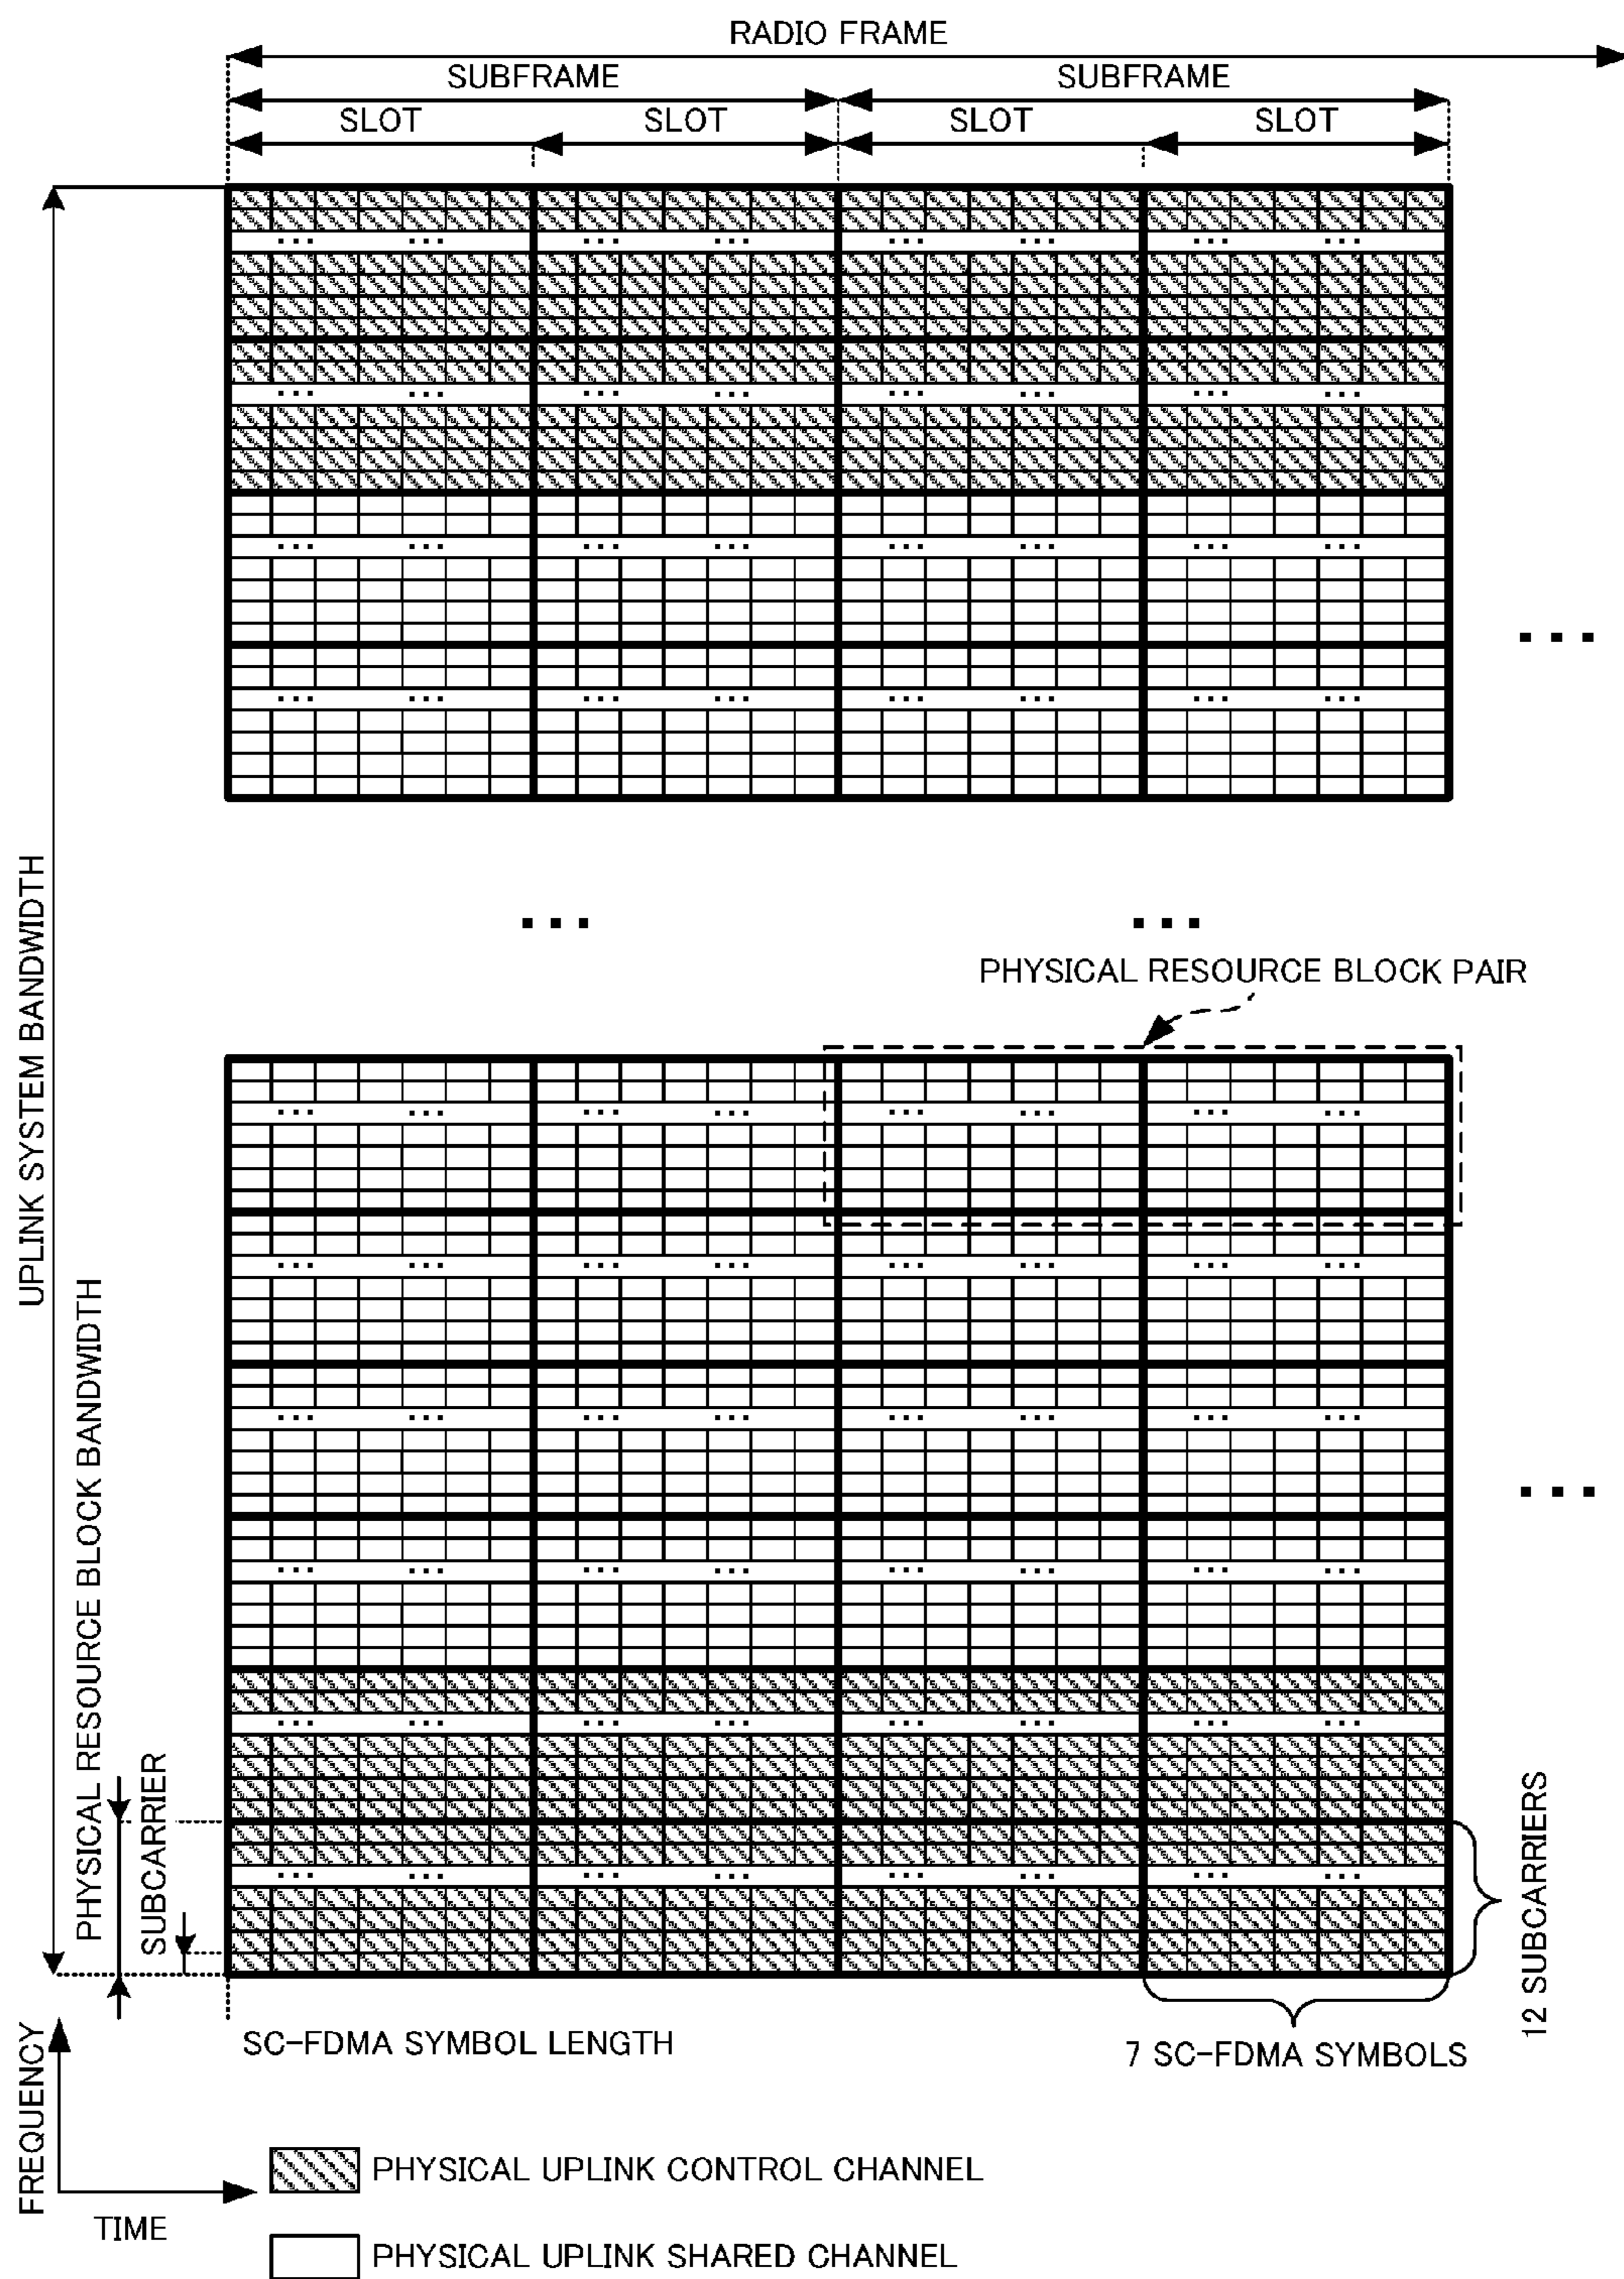 RADIO FRAME
SUBFRAME SUBFRAME
SLOT SLOT SLOT SLOT
UPLINK SYSTEM BANDWIDTH
PHYSICAL RESOURCE BLOCK PAIR
PHYSICAL RESOURCE BLOCK BANDWIDTH
SUBCARRIER
12 SUBCARRIERS
SC-FDMA SYMBOL LENGTH
7 SC-FDMA SYMBOLS
FREQUENCY
TIME
PHYSICAL UPLINK CONTROL CHANNEL
PHYSICAL UPLINK SHARED CHANNEL